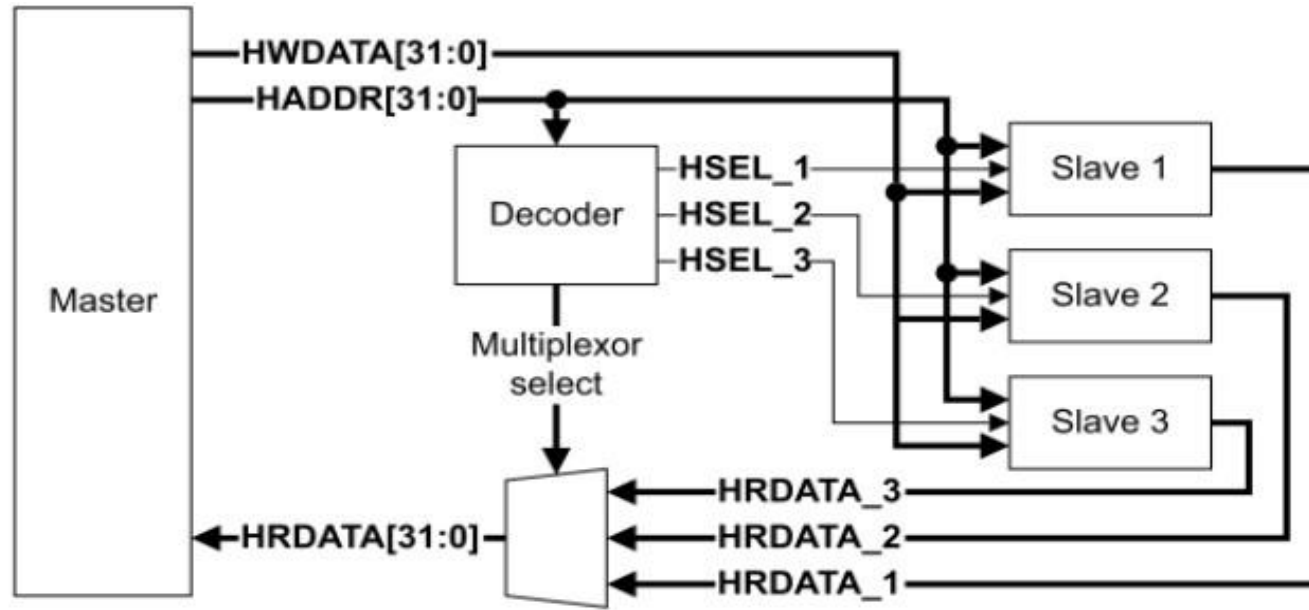 HWDATA[31:0]
HADDR[31:0]
HSEL_1
Slave 1
Decoder
HSEL_2
HSEL_3
Master
Slave 2
Multiplexor
select
Slave 3
HRDATA_3
HRDATA[31:0]
HRDATA_2
HRDATA_1